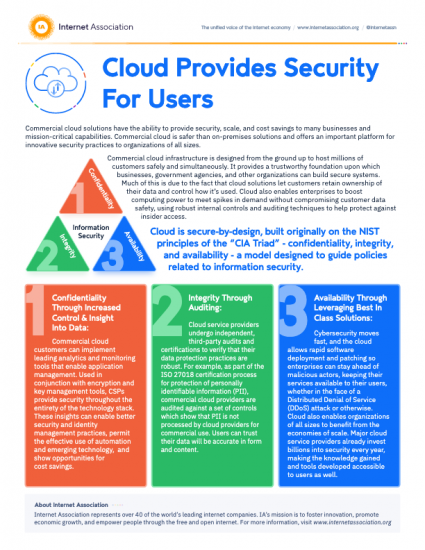 IA Internet Association
The unified voice of the internet economy / www.internetassociation.org / @internetassn
Cloud Provides Security
For Users
Commercial cloud solutions have the ability to provide security, scale, and cost savings to many businesses and
mission-critical capabilities. Commercial cloud is safer than on-premises solutions and offers an important platform for
innovative security practices to organizations of all sizes.
Commercial cloud infrastructure is designed from the ground up to host millions of
customers safely and simultaneously. It provides a trustworthy foundation upon which
businesses, government agencies, and other organizations can build secure systems.
Much of this is due to the fact that cloud solutions let customers retain ownership of
their data and control how it's used. Cloud also enables enterprises to boost
computing power to meet spikes in demand without compromising customer data
safety, using robust internal controls and auditing techniques to help protect against
insider access.
1 Confidentiality
Information
Security
2 Integrity
3 Availability
Cloud is secure-by-design, built originally on the NIST
principles of the "CIA Triad" - confidentiality, integrity,
and availability - a model designed to guide policies
related to information security.
1
Confidentiality
Through Increased
Control & Insight
Into Data:
Commercial cloud
customers can implement
leading analytics and monitoring
tools that enable application
management. Used in
conjunction with encryption and
key management tools, CSPs
provide security throughout the
entirety of the technology stack.
These insights can enable better
security and identity
management practices, permit
the effective use of automation
and emerging technology, and
show opportunities for
cost savings.
2
Integrity Through
Auditing:
Cloud service providers
undergo independent,
third-party audits and
certifications to verify that their
data protection practices are
robust. For example, as part of the
ISO 27018 certification process
for protection of personally
identifiable information (PII),
commercial cloud providers are
audited against a set of controls
which show that PII is not
processed by cloud providers for
commercial use. Users can trust
their data will be accurate in form
and content.
3
Availability Through
Leveraging Best In
Class Solutions:
Cybersecurity moves
fast, and the cloud
allows rapid software
deployment and patching so
enterprises can stay ahead of
malicious actors, keeping their
services available to their users,
whether in the face of a
Distributed Denial of Service
(DDoS) attack or otherwise.
Cloud also enables organizations
of all sizes to benefit from the
economies of scale. Major cloud
service providers already invest
billions into security every year,
making the knowledge gained
and tools developed accessible
to users as well.
About Internet Association
Internet Association represents over 40 of the world's leading internet companies. IA's mission is to foster innovation, promote
economic growth, and empower people through the free and open internet. For more information, visit www.internetassociation.org